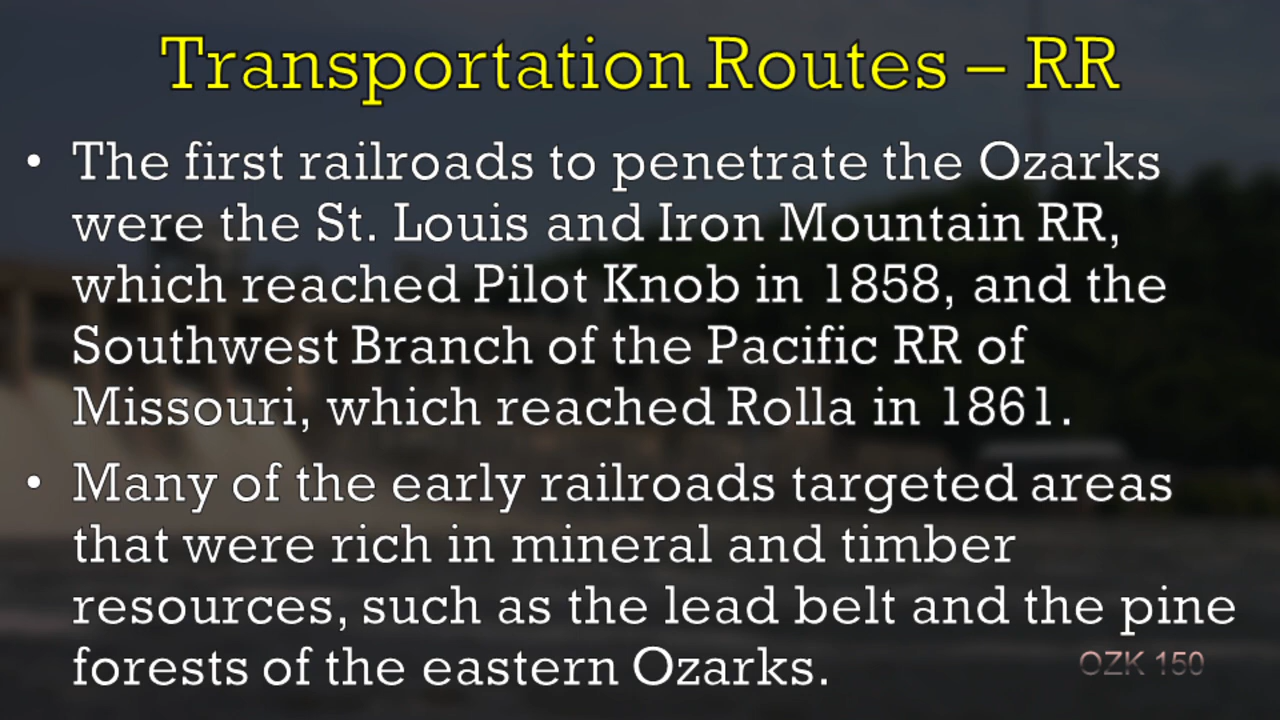 Transportation Routes – RR
• The first railroads to penetrate the Ozarks
were the St. Louis and Iron Mountain RR,
which reached Pilot Knob in 1858, and the
Southwest Branch of the Pacific RR of
Missouri, which reached Rolla in 1861.
• Many of the early railroads targeted areas
that were rich in mineral and timber
resources, such as the lead belt and the pine
forests of the eastern Ozarks.
OZK 150